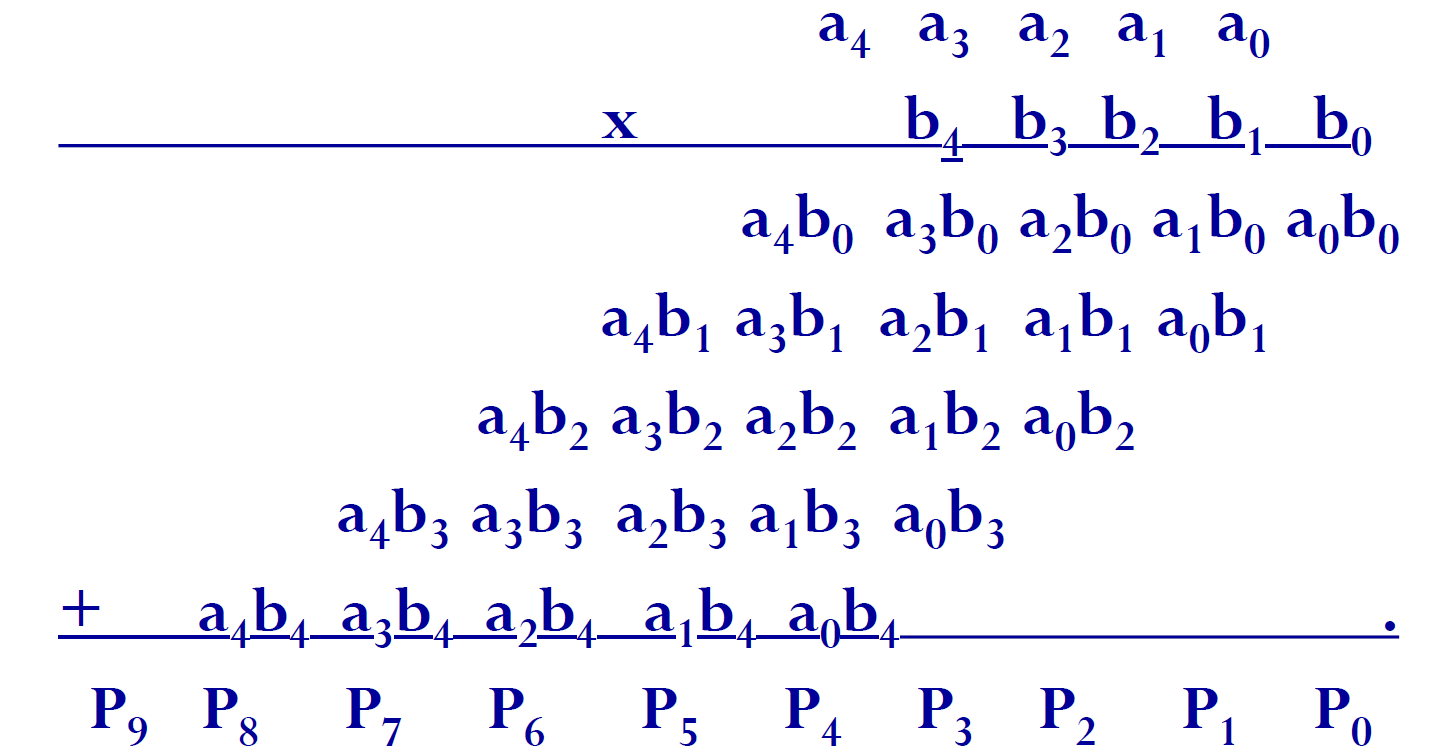 a₄ a₃ a₂ a₁ a₀
x b₄ b₃ b₂ b₁ b₀
a₄b₀ a₃b₀ a₂b₀ a₁b₀ a₀b₀
a₄b₁ a₃b₁ a₂b₁ a₁b₁ a₀b₁
a₄b₂ a₃b₂ a₂b₂ a₁b₂ a₀b₂
a₄b₃ a₃b₃ a₂b₃ a₁b₃ a₀b₃
+ a₄b₄ a₃b₄ a₂b₄ a₁b₄ a₀b₄ .
P₉ P₈ P₇ P₆ P₅ P₄ P₃ P₂ P₁ P₀